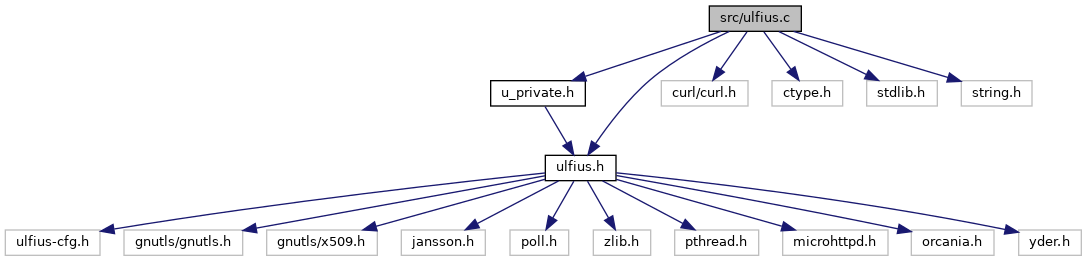 src/ulfius.c
u_private.h
curl/curl.h
ctype.h
stdlib.h
string.h
ulfius.h
ulfius-cfg.h
gnutls/gnutls.h
gnutls/x509.h
jansson.h
poll.h
zlib.h
pthread.h
microhttpd.h
orcania.h
yder.h